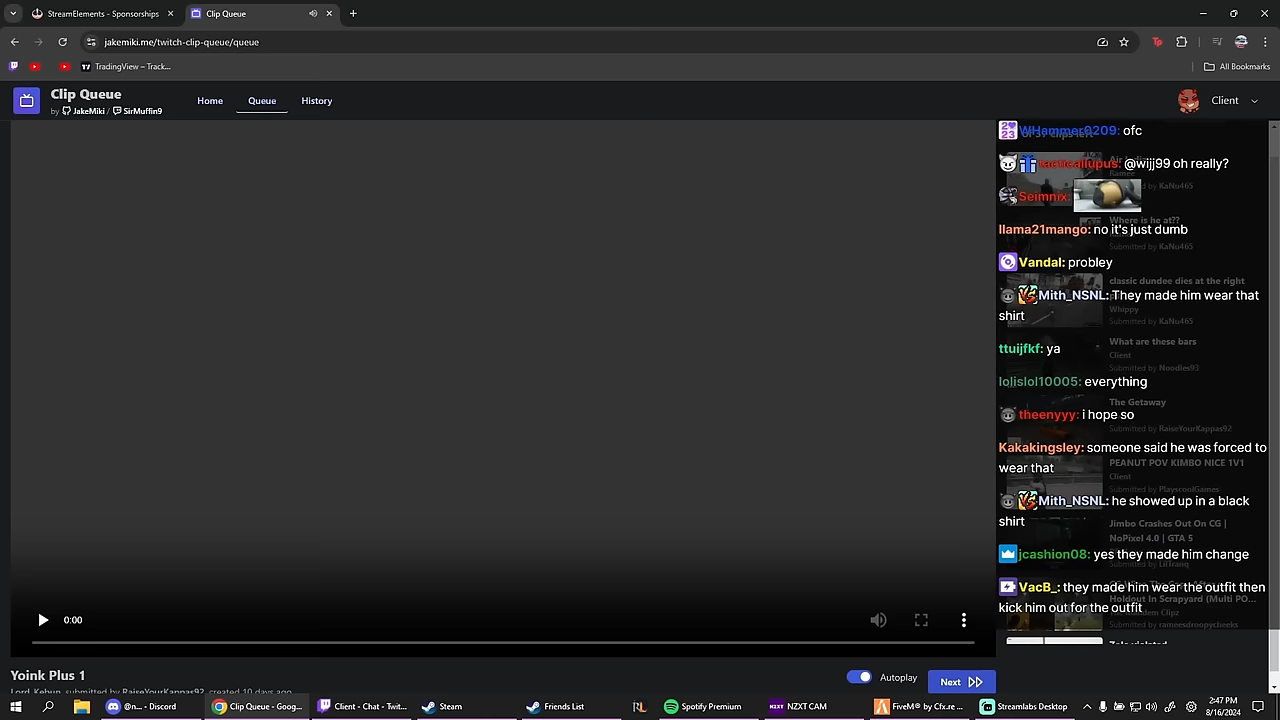 StreamElements - Sponsorships
Clip Queue
jakemiki.me/twitch-clip-queue/queue
TradingView – Track...
All Bookmarks
Clip Queue
by JakeMiki / SirMuffin9
Home
Queue
History
Client
WHammer0209: ofc
tacticallupus: @wijj99 oh really?
Ramee
KaNu465
Seimnix:
Where is he at??
llama21mango: no it's just dumb
Submitted by KaNu465
Vandal: probley
classic dundee dies at the right
Mith_NSNL: They made him wear that
shirt
Whippy
Submitted by KaNu465
What are these bars
ttuijfkf: ya
Client
Submitted by Noodles93
lolislol10005: everything
The Getaway
theenyyy: i hope so
Submitted by RaiseYourKappas92
Kakakingsley: someone said he was forced to
wear that
PEANUT POV KIMBO NICE 1V1
Client
Submitted by PlayscoolGames
Mith_NSNL: he showed up in a black
shirt
Jimbo Crashes Out On CG |
NoPixel 4.0 | GTA 5
jcashion08: yes they made him change
Submitted by LilTranq
VacB_: they made him wear the outfit then
kick him out for the outfit
Holdout In Scrapyard (Multi PO...
Submitted by rameesdroopycheeks
0:00
Yoink Plus 1
Autoplay
Next
Lord_Kebun, submitted by RaiseYourKappas92, created 10 days ago
@n... - Discord
Clip Queue - Goog...
Client - Chat - Twit...
Steam
Friends List
RL
Spotify Premium
NZXT
NZXT CAM
FiveM® by Cfx.re ...
Streamlabs Desktop
2:47 PM
8/16/2024